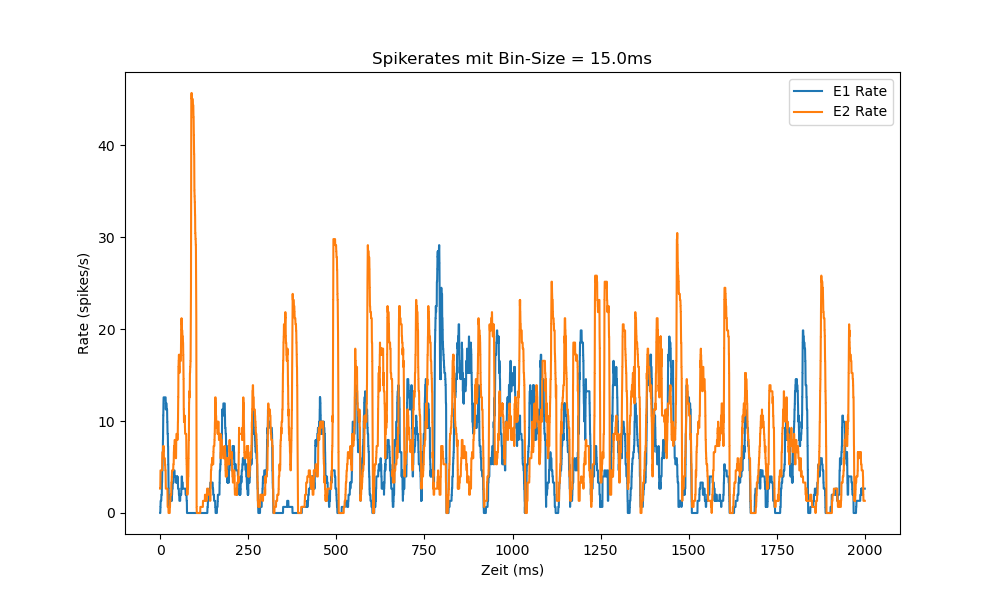 Spikerates mit Bin-Size = 15.0ms
E1 Rate
E2 Rate
Rate (spikes/s)
40
30
20
10
0
0 250 500 750 1000 1250 1500 1750 2000
Zeit (ms)